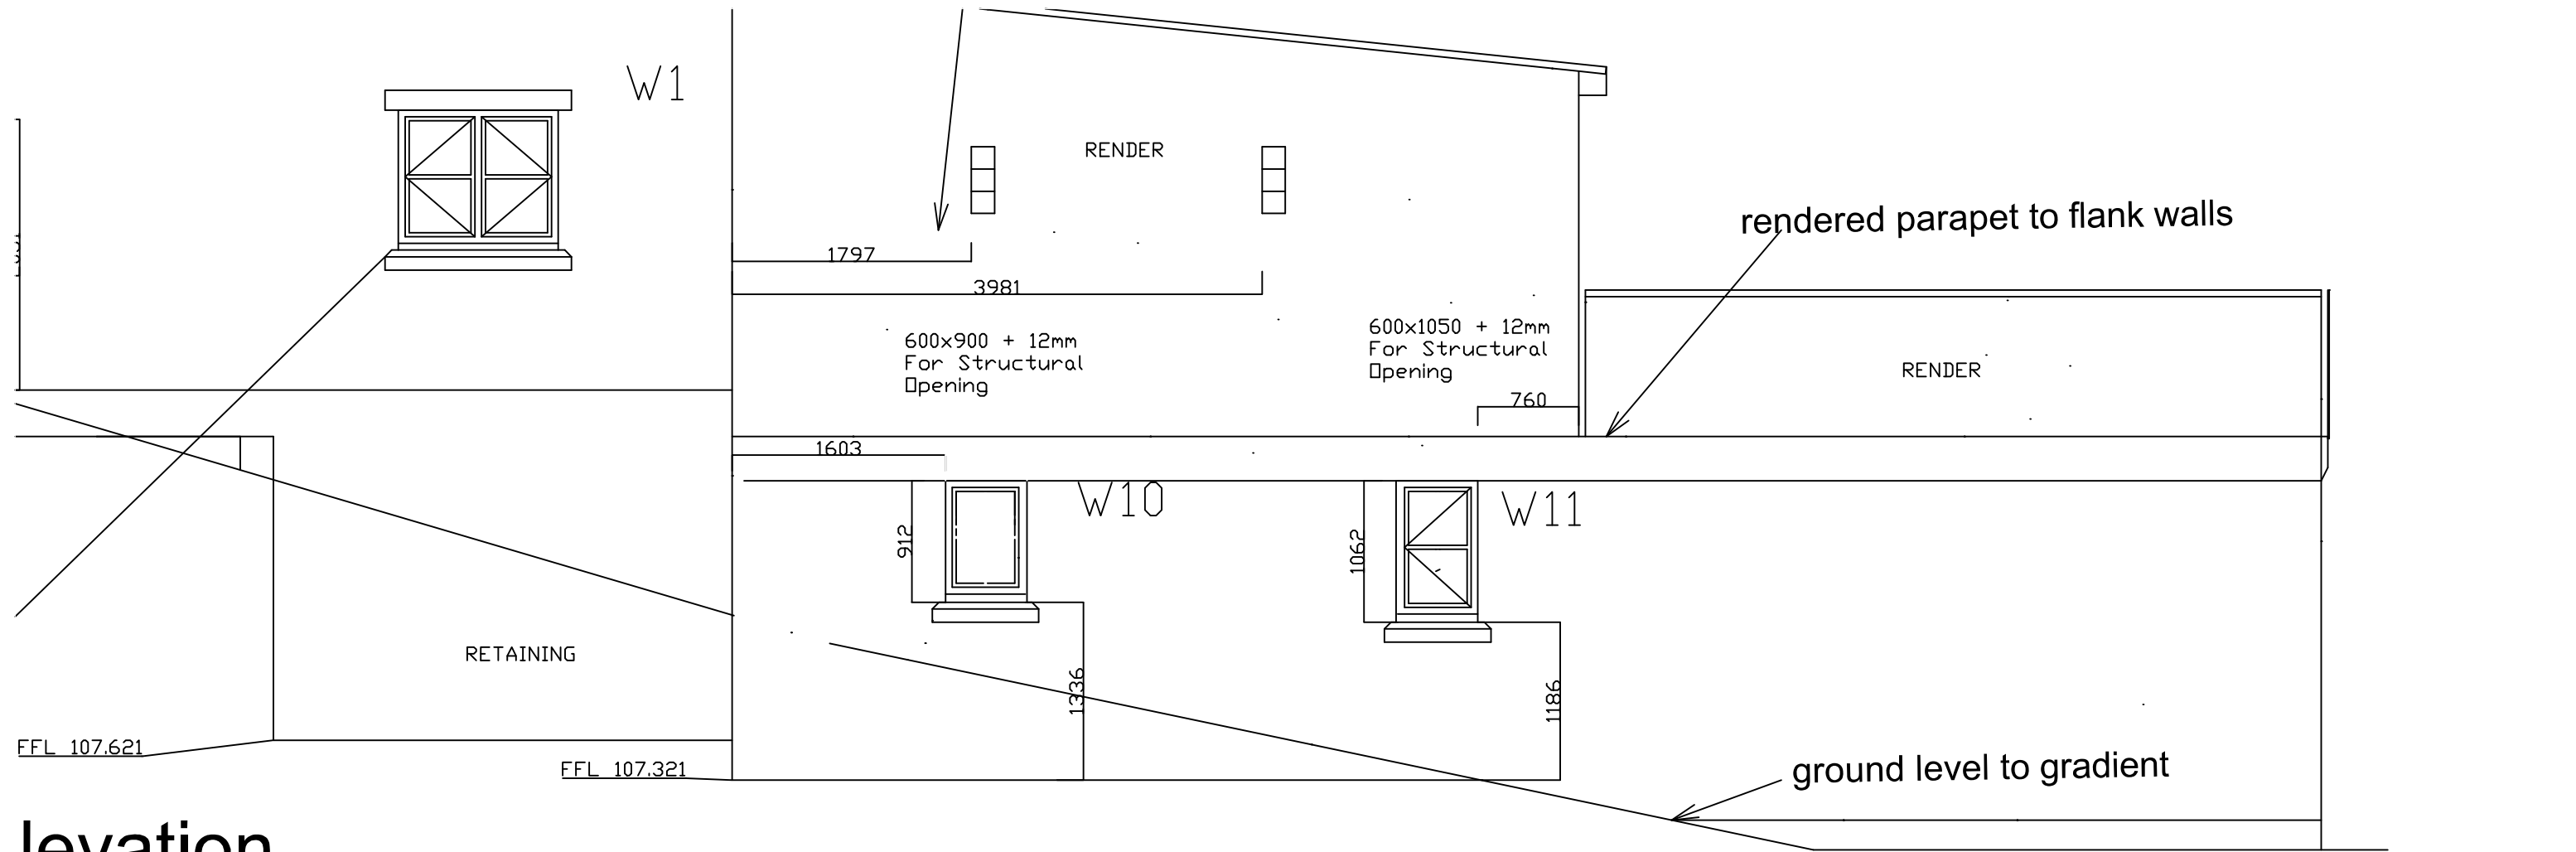 W1
RENDER
rendered parapet to flank walls
1797
3981
600x900 + 12mm
For Structural
Opening
600x1050 + 12mm
For Structural
Opening
RENDER
760
1603
W10
W11
912
1062
RETAINING
1336
1186
FFL 107.621
FFL 107.321
ground level to gradient
levation